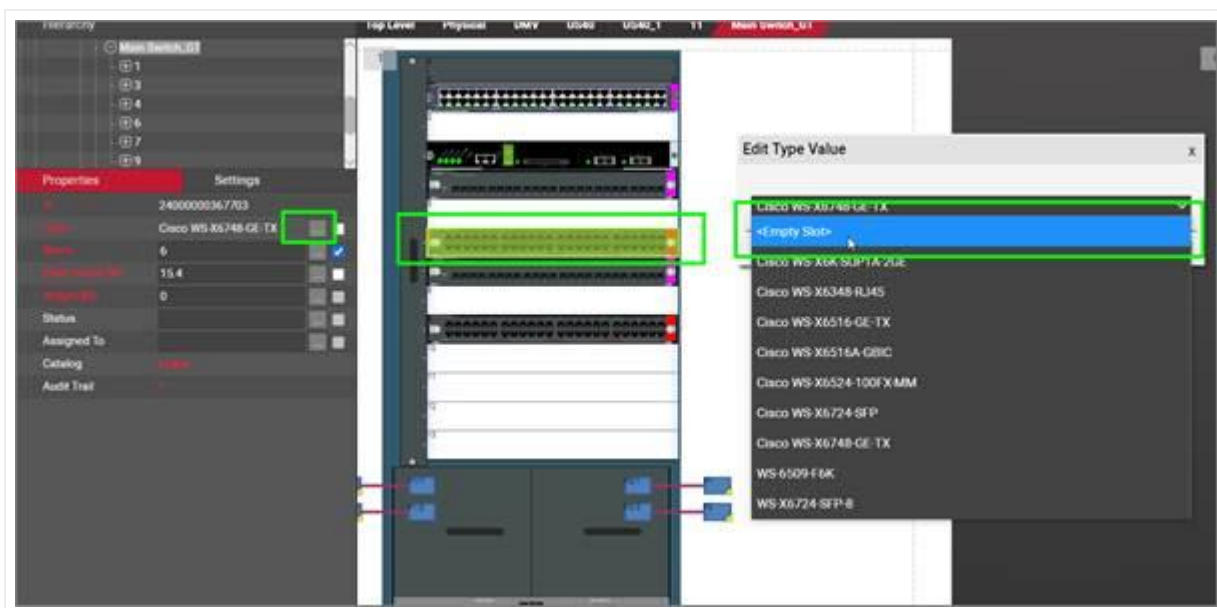 Hierarchy
Top Level Physical DMV US40 US40_1 11 Main Switch_GT
Main Switch_GT
1
3
4
6
7
9
Properties Settings
24000000367703
Cisco WS-X6748-GE-TX
6
15.4
0
Status
Assigned To
Catalog
Audit Trail
Edit Type Value x
Cisco WS-X6748-GE-TX
<Empty Slot>
Cisco WS-X6K-SUP1A-2GE
Cisco WS-X6348-RJ45
Cisco WS-X6516-GE-TX
Cisco WS-X6516A-GBIC
Cisco WS-X6524-100FX-MM
Cisco WS-X6724-SFP
Cisco WS-X6748-GE-TX
WS-6509-F6K
WS-X6724-SFP-8